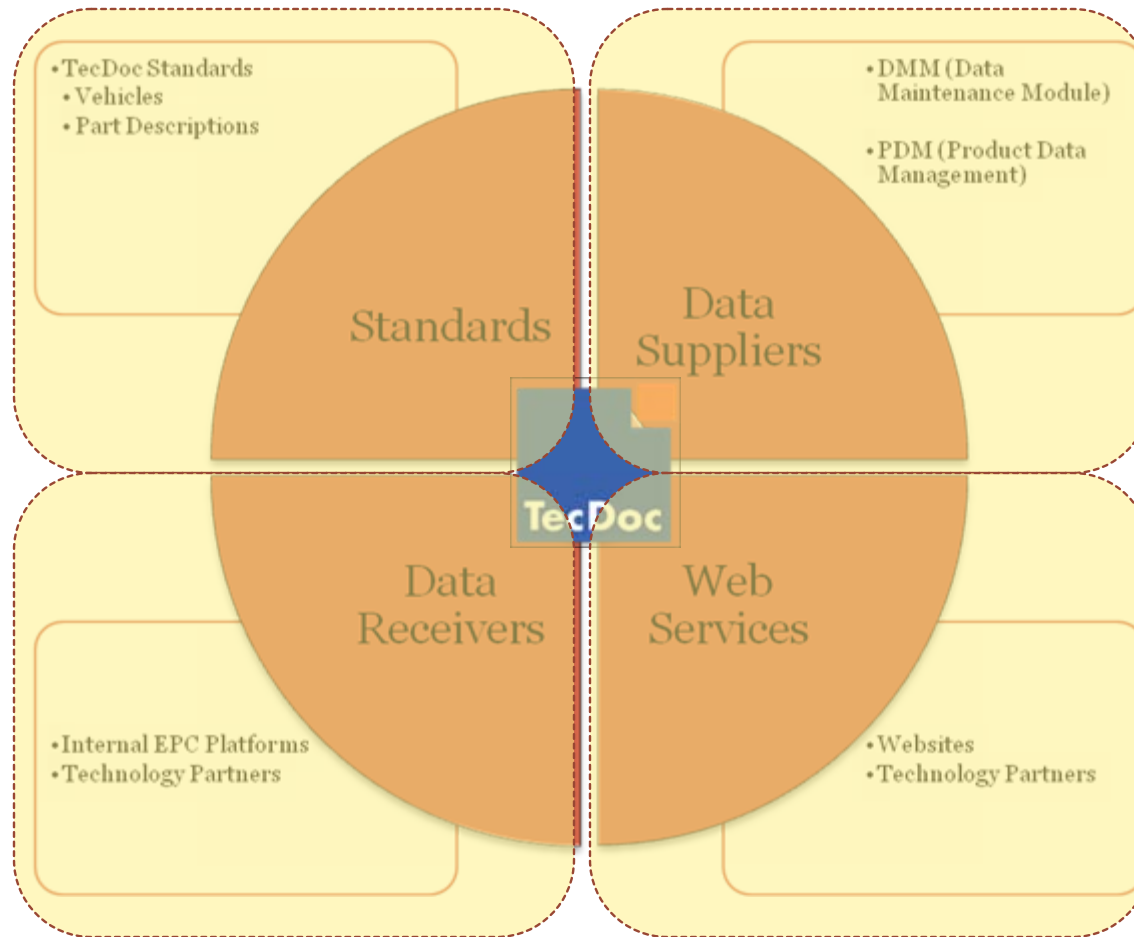 •TecDoc Standards
•Vehicles
•Part Descriptions
•DMM (Data
Maintenance Module)
•PDM (Product Data
Management)
Standards
Data
Suppliers
TecDoc
Data
Receivers
Web
Services
•Internal EPC Platforms
•Technology Partners
•Websites
•Technology Partners